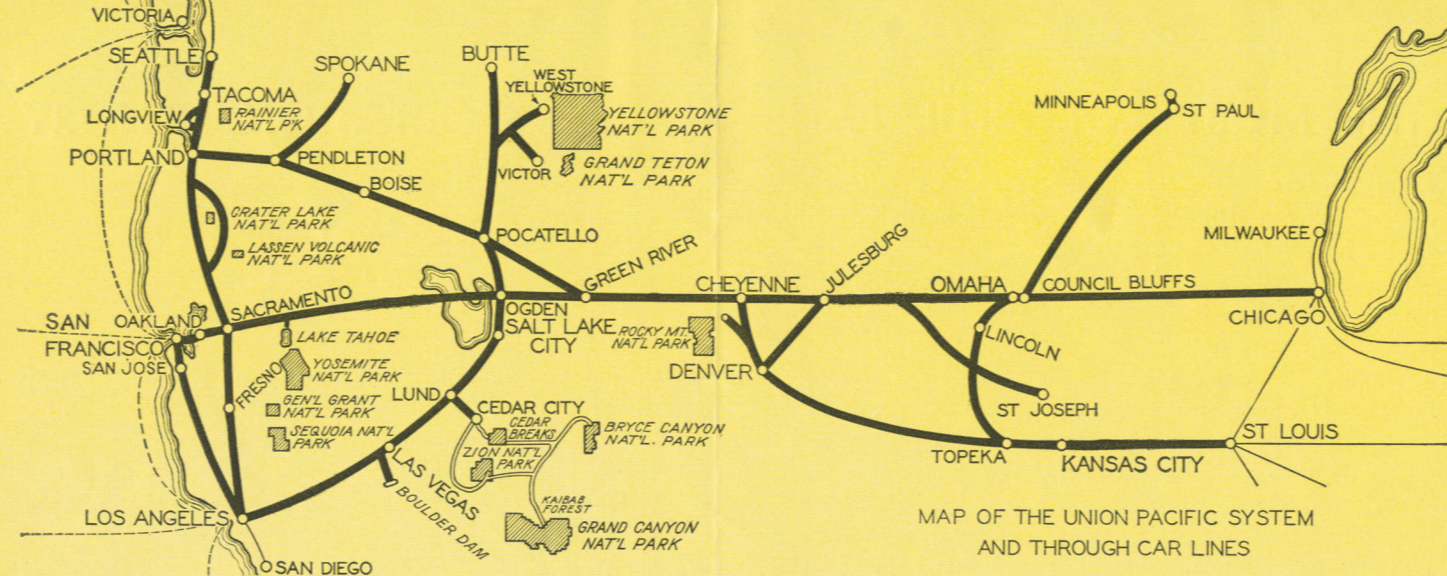 VICTORIA
SEATTLE
TACOMA
LONGVIEW
RAINIER
NAT'L P'K
PORTLAND
SPOKANE
PENDLETON
BOISE
BUTTE
WEST
YELLOWSTONE
YELLOWSTONE
NAT'L PARK
VICTOR
GRAND TETON
NAT'L PARK
CRATER LAKE
NAT'L PARK
LASSEN VOLCANIC
NAT'L PARK
POCATELLO
GREEN RIVER
SACRAMENTO
OAKLAND
SAN
FRANCISCO
SAN JOSE
LAKE TAHOE
YOSEMITE
NAT'L PARK
FRESNO
GEN'L GRANT
NAT'L PARK
SEQUOIA NAT'L
PARK
OGDEN
SALT LAKE
CITY
LUND
CEDAR CITY
CEDAR
BREAKS
BRYCE CANYON
NAT'L. PARK
ZION NAT'L
PARK
LAS VEGAS
BOULDER DAM
KAIBAB
FOREST
GRAND CANYON
NAT'L PARK
LOS ANGELES
SAN DIEGO
CHEYENNE
JULESBURG
ROCKY MT.
NAT'L PARK
DENVER
OMAHA
COUNCIL BLUFFS
LINCOLN
ST JOSEPH
TOPEKA
KANSAS CITY
ST LOUIS
MINNEAPOLIS
ST PAUL
MILWAUKEE
CHICAGO
MAP OF THE UNION PACIFIC SYSTEM
AND THROUGH CAR LINES